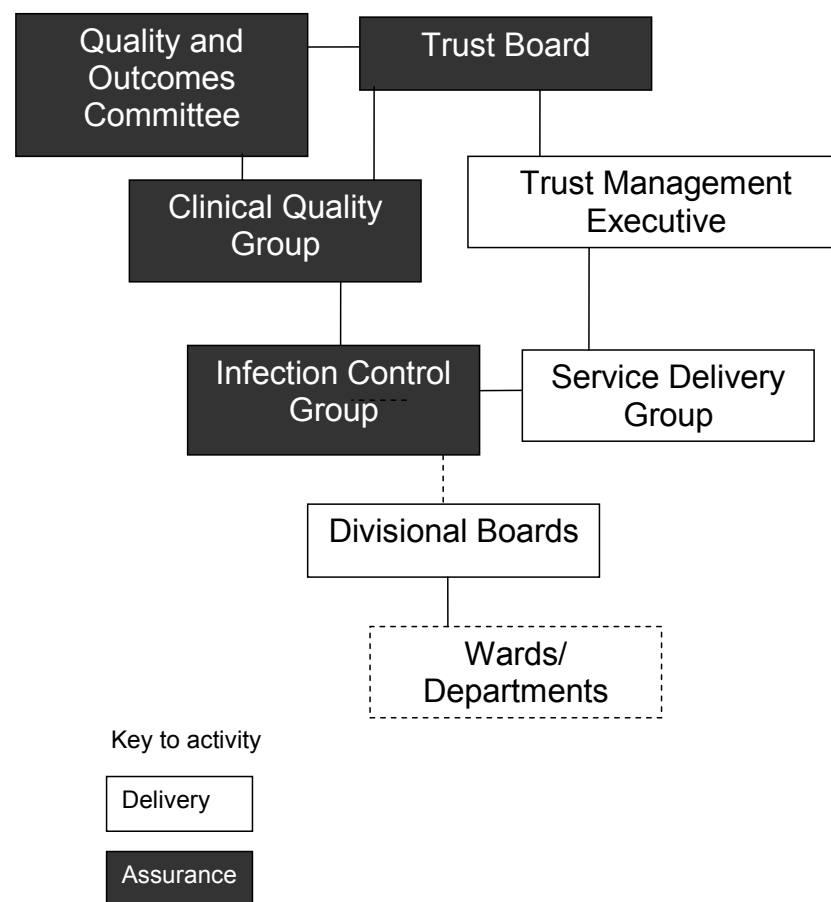 Quality and
Outcomes
Committee
Trust Board
Clinical Quality
Group
Trust Management
Executive
Infection Control
Group
Service Delivery
Group
Divisional Boards
Wards/
Departments
Key to activity
Delivery
Assurance